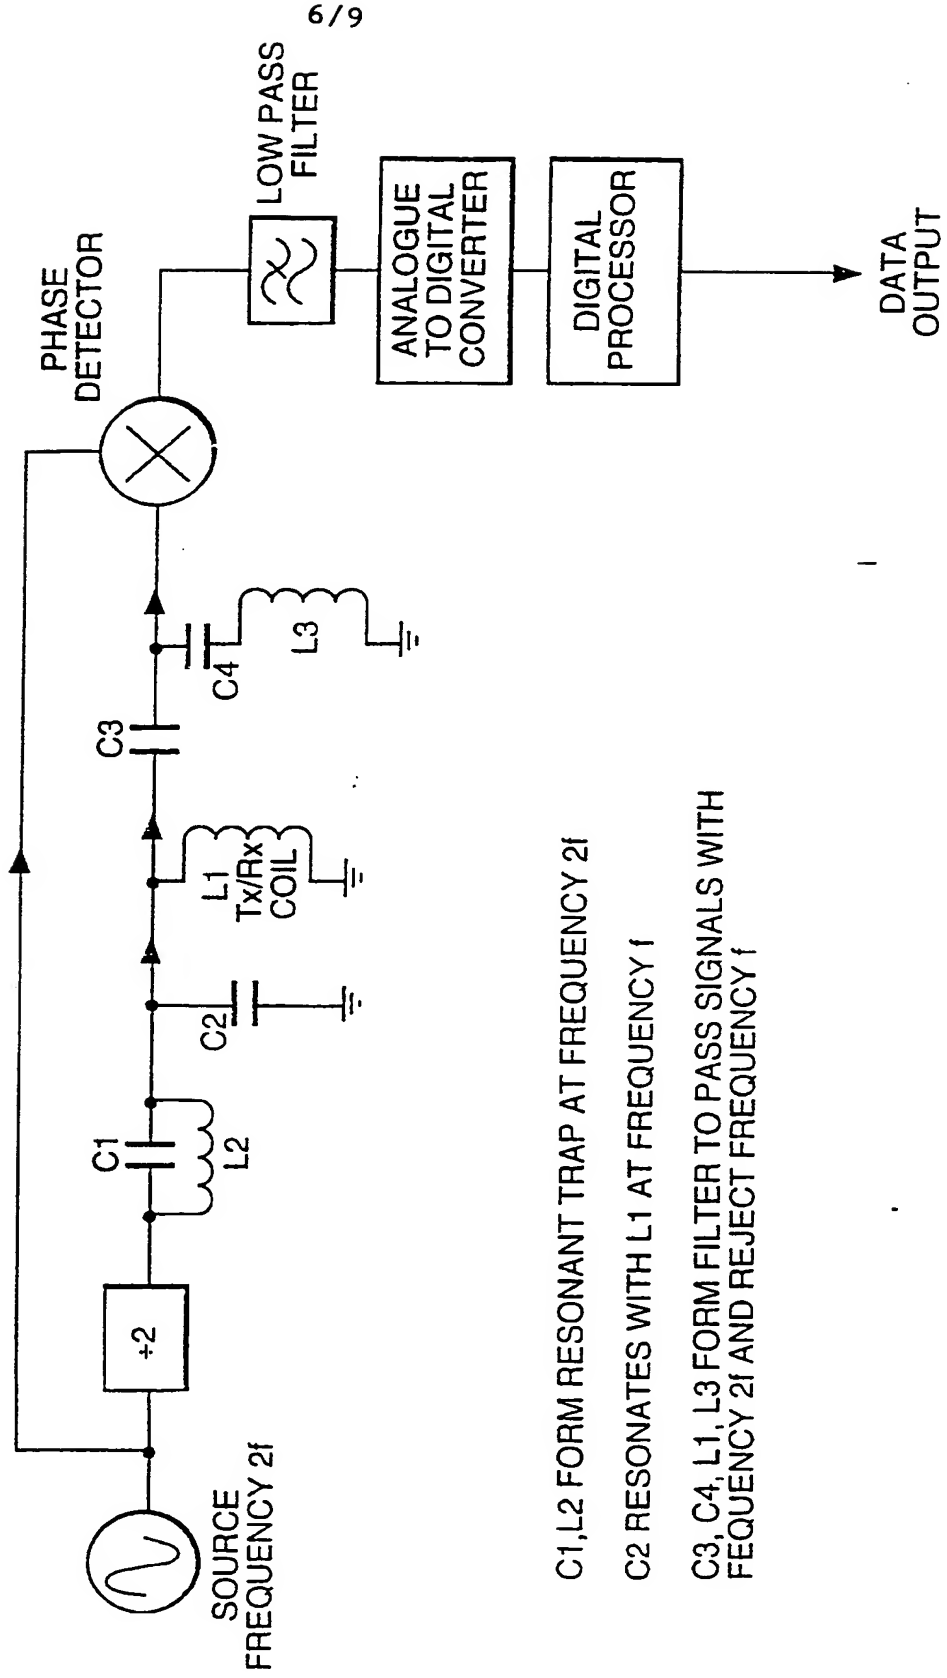 6/9
SOURCE
FREQUENCY 2f
÷2
C1
L2
C2
L1
Tx/Rx
COIL
C3
C4
L3
PHASE
DETECTOR
LOW PASS
FILTER
ANALOGUE
TO DIGITAL
CONVERTER
DIGITAL
PROCESSOR
DATA
OUTPUT
C1,L2 FORM RESONANT TRAP AT FREQUENCY 2f
C2 RESONATES WITH L1 AT FREQUENCY f
C3, C4, L1, L3 FORM FILTER TO PASS SIGNALS WITH
FEQUENCY 2f AND REJECT FREQUENCY f